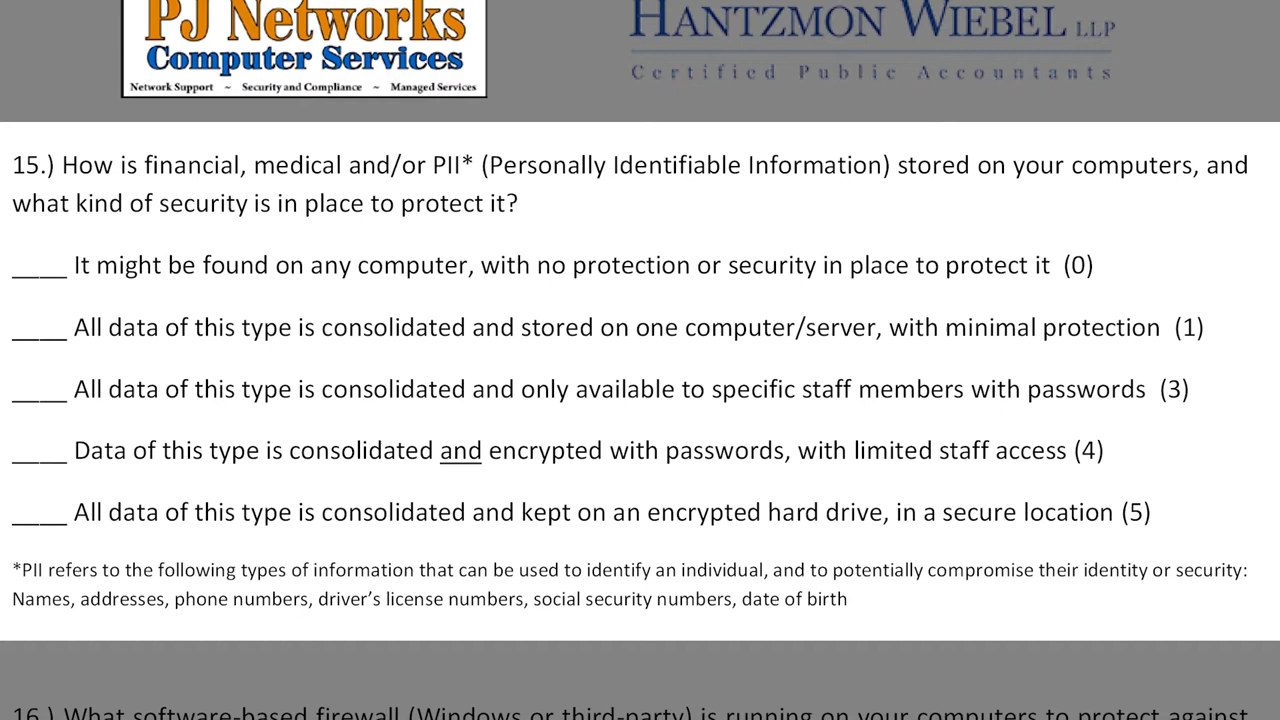 PJ Networks
Computer Services
Network Support ~ Security and Compliance ~ Managed Services
HANTZMON WIEBEL LLP
Certified Public Accountants
15.) How is financial, medical and/or PII* (Personally Identifiable Information) stored on your computers, and
what kind of security is in place to protect it?
____ It might be found on any computer, with no protection or security in place to protect it (0)
____ All data of this type is consolidated and stored on one computer/server, with minimal protection (1)
____ All data of this type is consolidated and only available to specific staff members with passwords (3)
____ Data of this type is consolidated and encrypted with passwords, with limited staff access (4)
____ All data of this type is consolidated and kept on an encrypted hard drive, in a secure location (5)
*PII refers to the following types of information that can be used to identify an individual, and to potentially compromise their identity or security:
Names, addresses, phone numbers, driver’s license numbers, social security numbers, date of birth
16.) What software-based firewall (Windows or third-party) is running on your computers to protect against